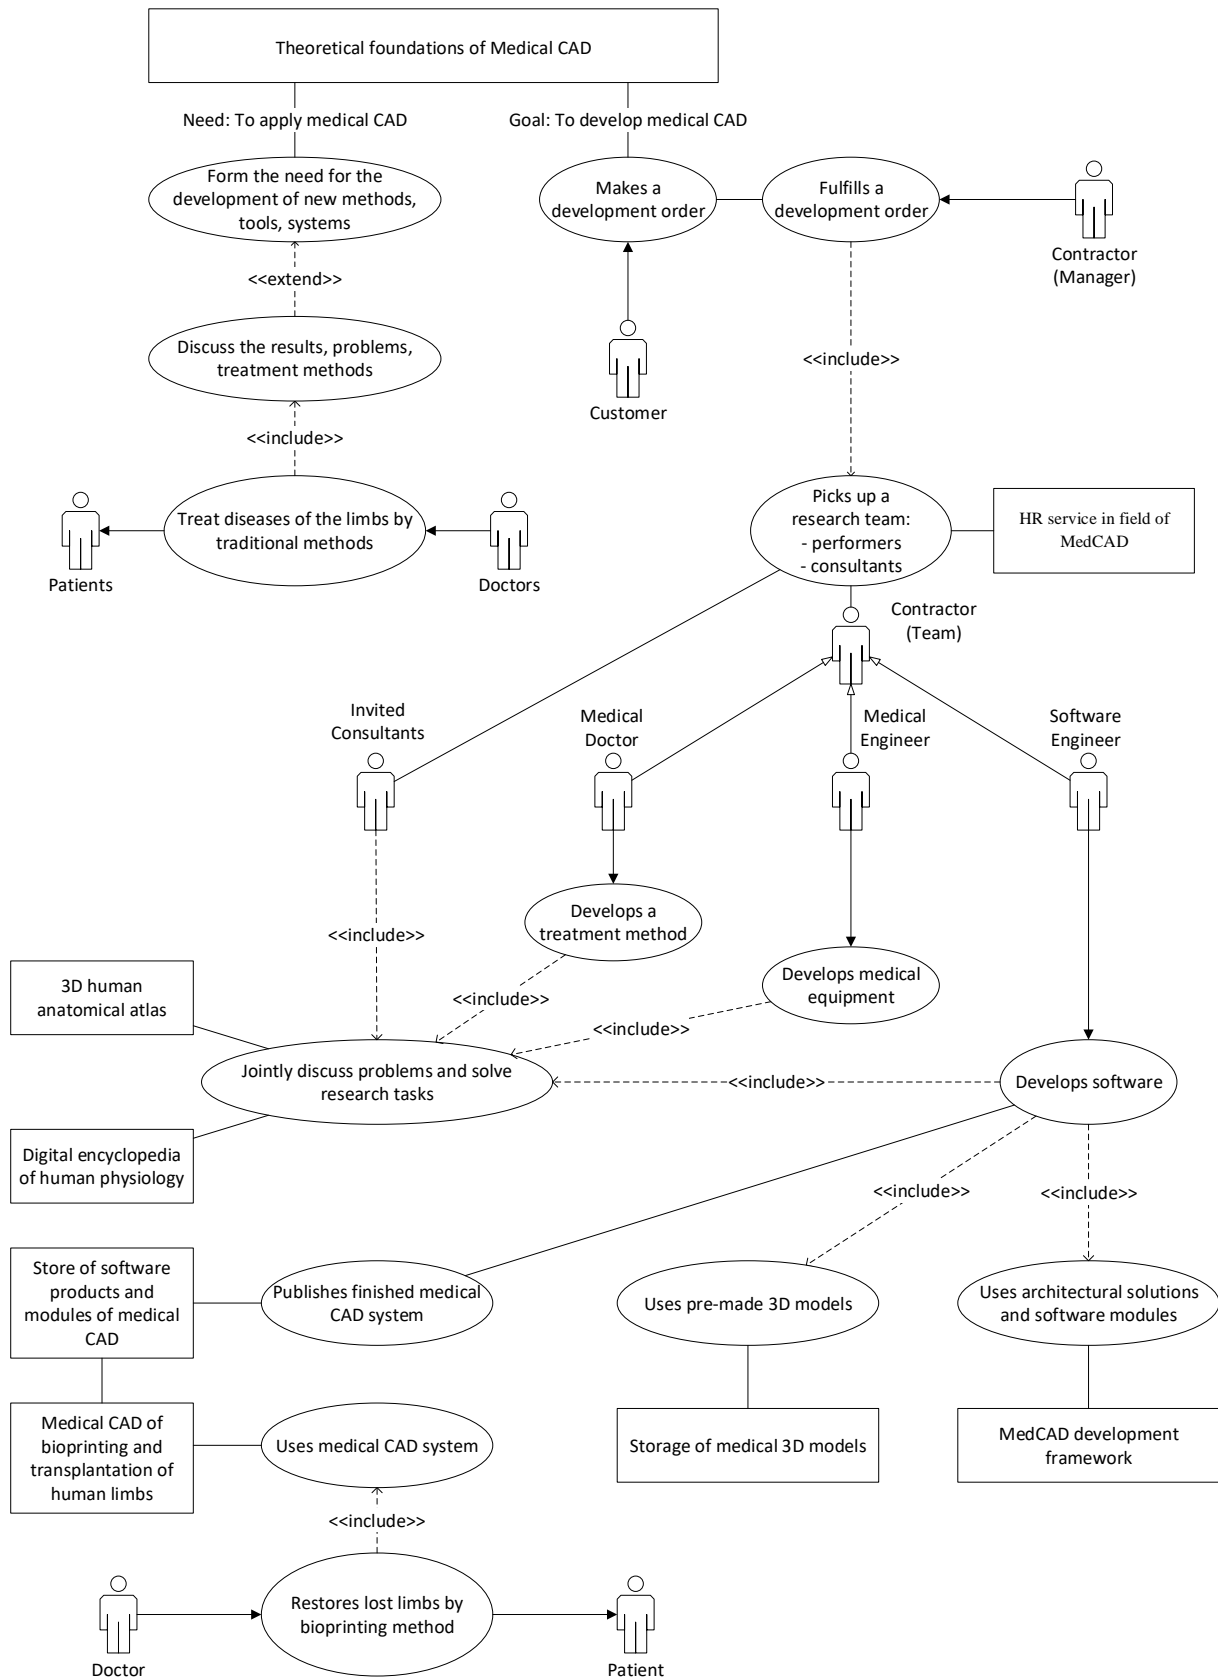 Theoretical foundations of Medical CAD
Need: To apply medical CAD
Goal: To develop medical CAD
Form the need for the
development of new methods,
tools, systems
Makes a
development order
Fulfills a
development order
Contractor
(Manager)
<<extend>>
Discuss the results, problems,
treatment methods
<<include>>
Customer
<<include>>
Treat diseases of the limbs by
traditional methods
Patients
Doctors
Picks up a
research team:
- performers
- consultants
HR service in field of
MedCAD
Contractor
(Team)
Invited
Consultants
Medical
Doctor
Medical
Engineer
Software
Engineer
<<include>>
Develops a
treatment method
Develops medical
equipment
3D human
anatomical atlas
<<include>>
<<include>>
Jointly discuss problems and solve
research tasks
<<include>>
Develops software
Digital encyclopedia
of human physiology
<<include>>
<<include>>
Store of software
products and
modules of medical
CAD
Publishes finished medical
CAD system
Uses pre-made 3D models
Uses architectural solutions
and software modules
Medical CAD of
bioprinting and
transplantation of
human limbs
Uses medical CAD system
Storage of medical 3D models
MedCAD development
framework
<<include>>
Restores lost limbs by
bioprinting method
Doctor
Patient